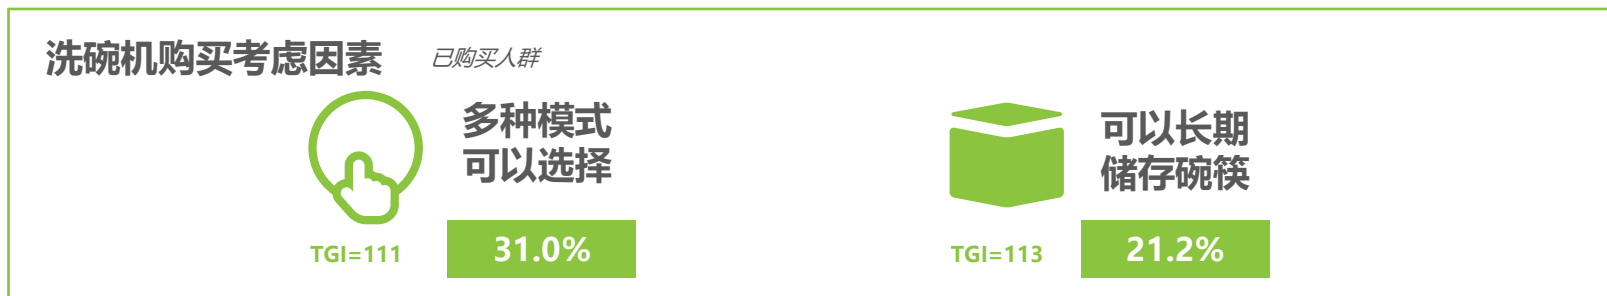 洗碗机购买考虑因素
已购买人群
多种模式
可以选择
TGI=111
31.0%
可以长期
储存碗筷
TGI=113
21.2%